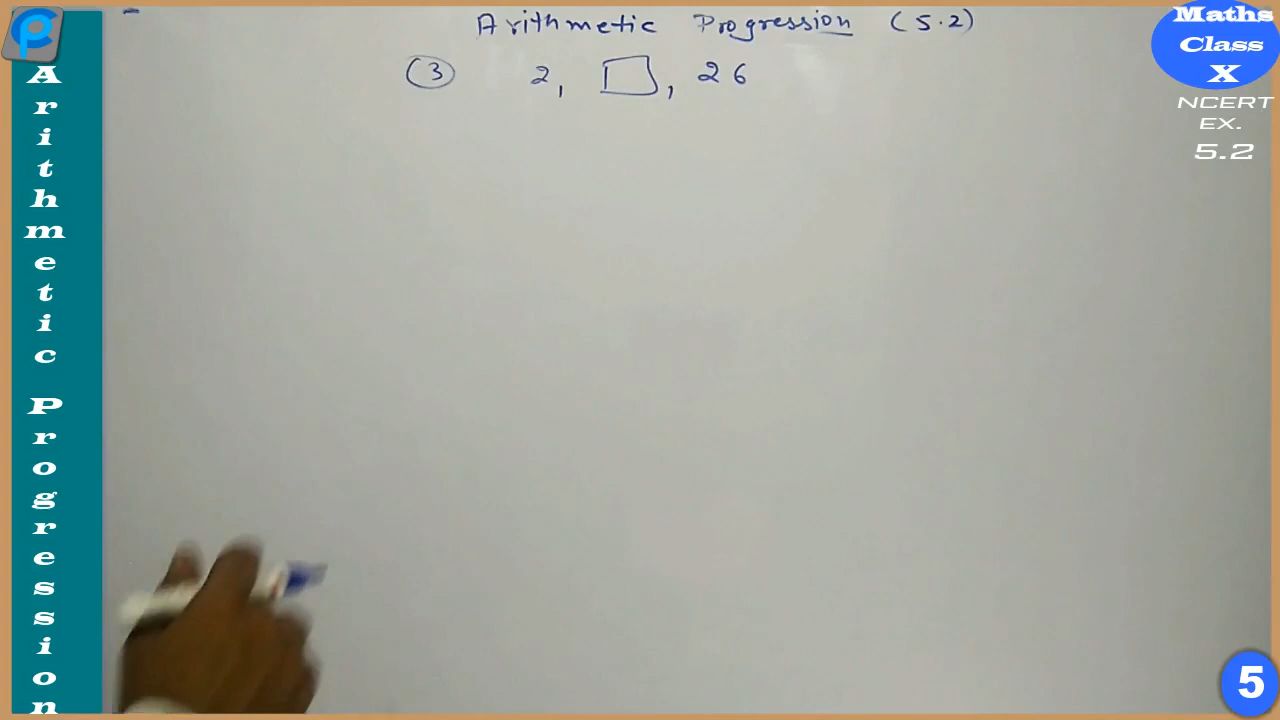 Arithmetic Progression (5.2)
(3) 2, □, 26
Maths
Class
X
NCERT
EX.
5.2
Arithmetic Progression
5